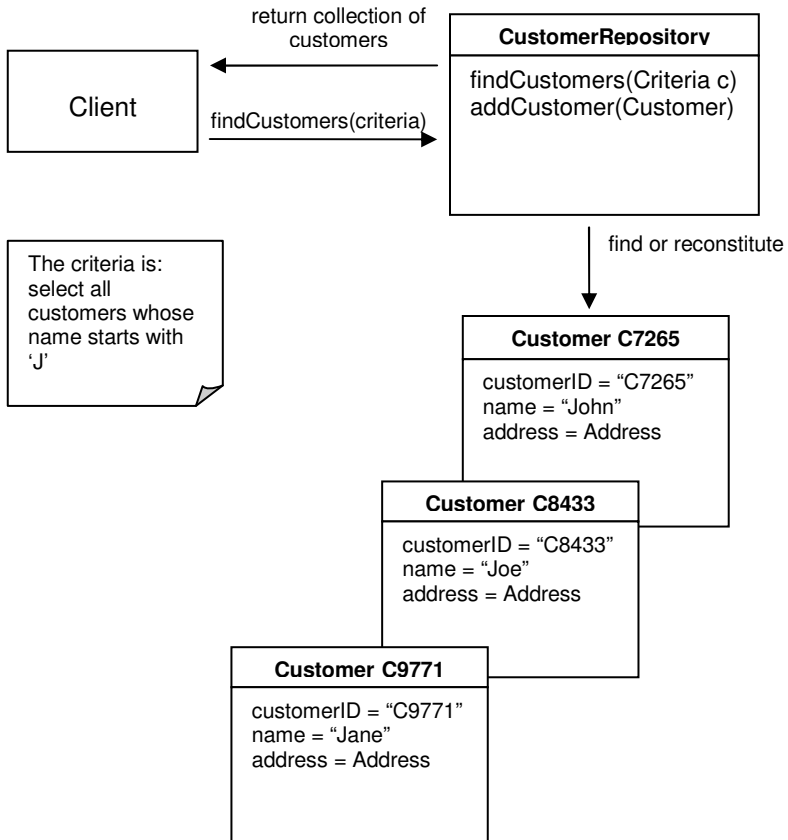 return collection of
customers
CustomerRepository
Client
findCustomers(Criteria c)
addCustomer(Customer)
findCustomers(criteria)
find or reconstitute
The criteria is:
select all
customers whose
name starts with
‘J’
Customer C7265
customerID = “C7265”
name = “John”
address = Address
Customer C8433
customerID = “C8433”
name = “Joe”
address = Address
Customer C9771
customerID = “C9771”
name = “Jane”
address = Address